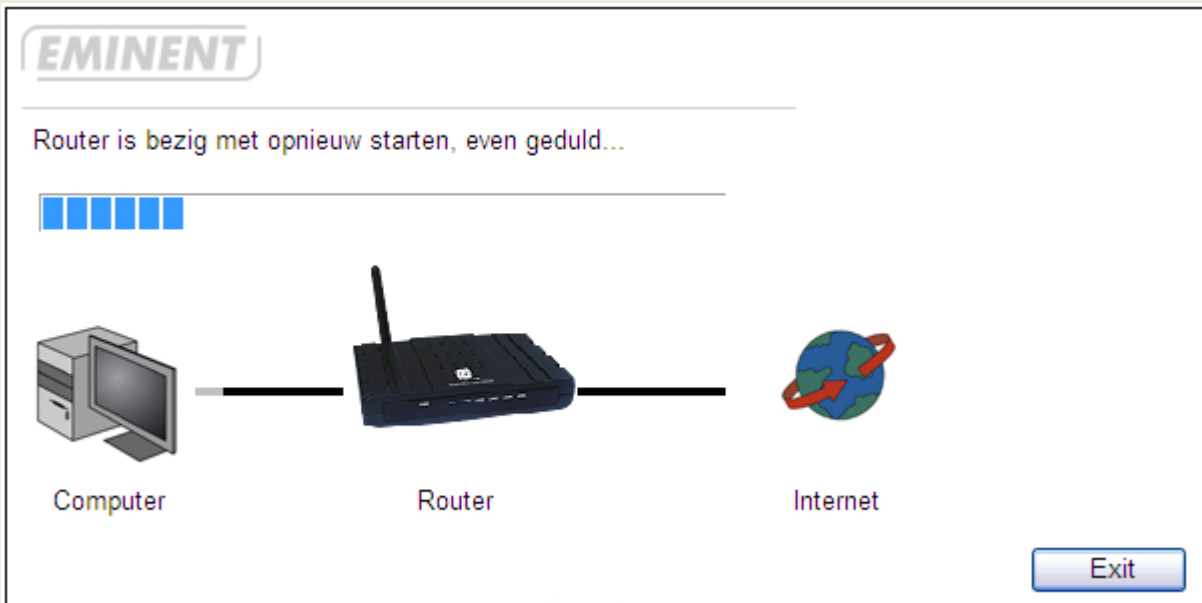 EMINENT
Router is bezig met opnieuw starten, even geduld...
Computer
Router
Internet
Exit